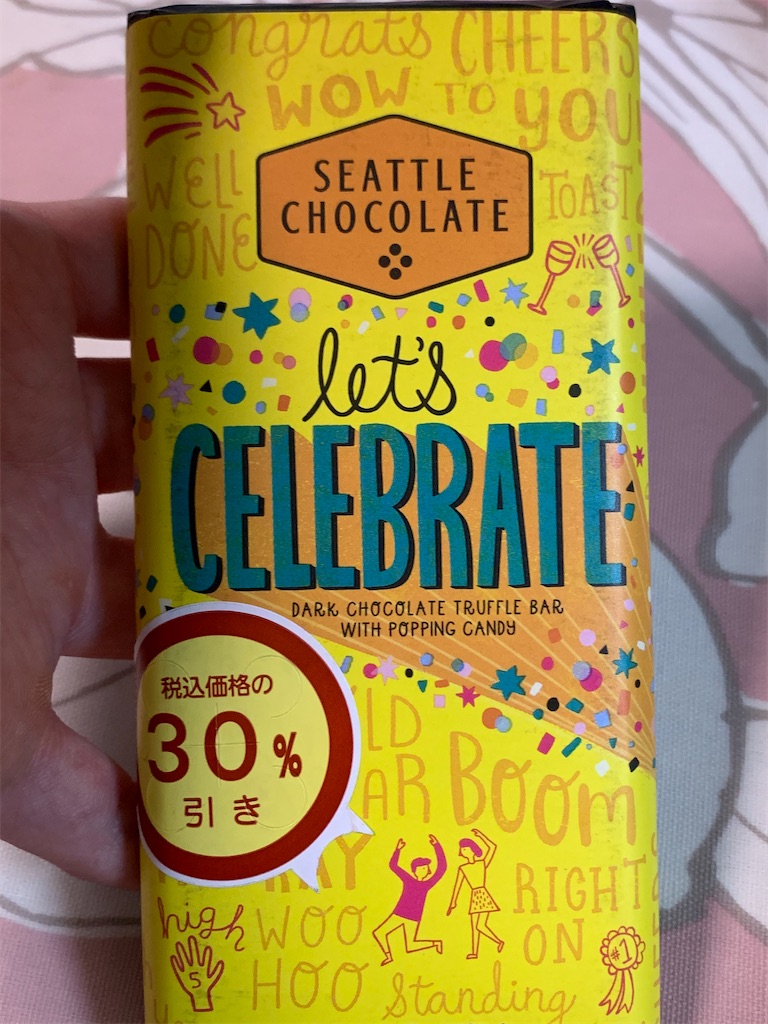 congrats CHEERS
WOW TO YOU!
WELL
DONE
TOAST
SEATTLE
CHOCOLATE
let's
CELEBRATE
DARK CHOCOLATE TRUFFLE BAR
WITH POPPING CANDY
税込価格の
30%
引き
BOOM
high
5
WOO
HOO
RIGHT
ON
#1
Standing